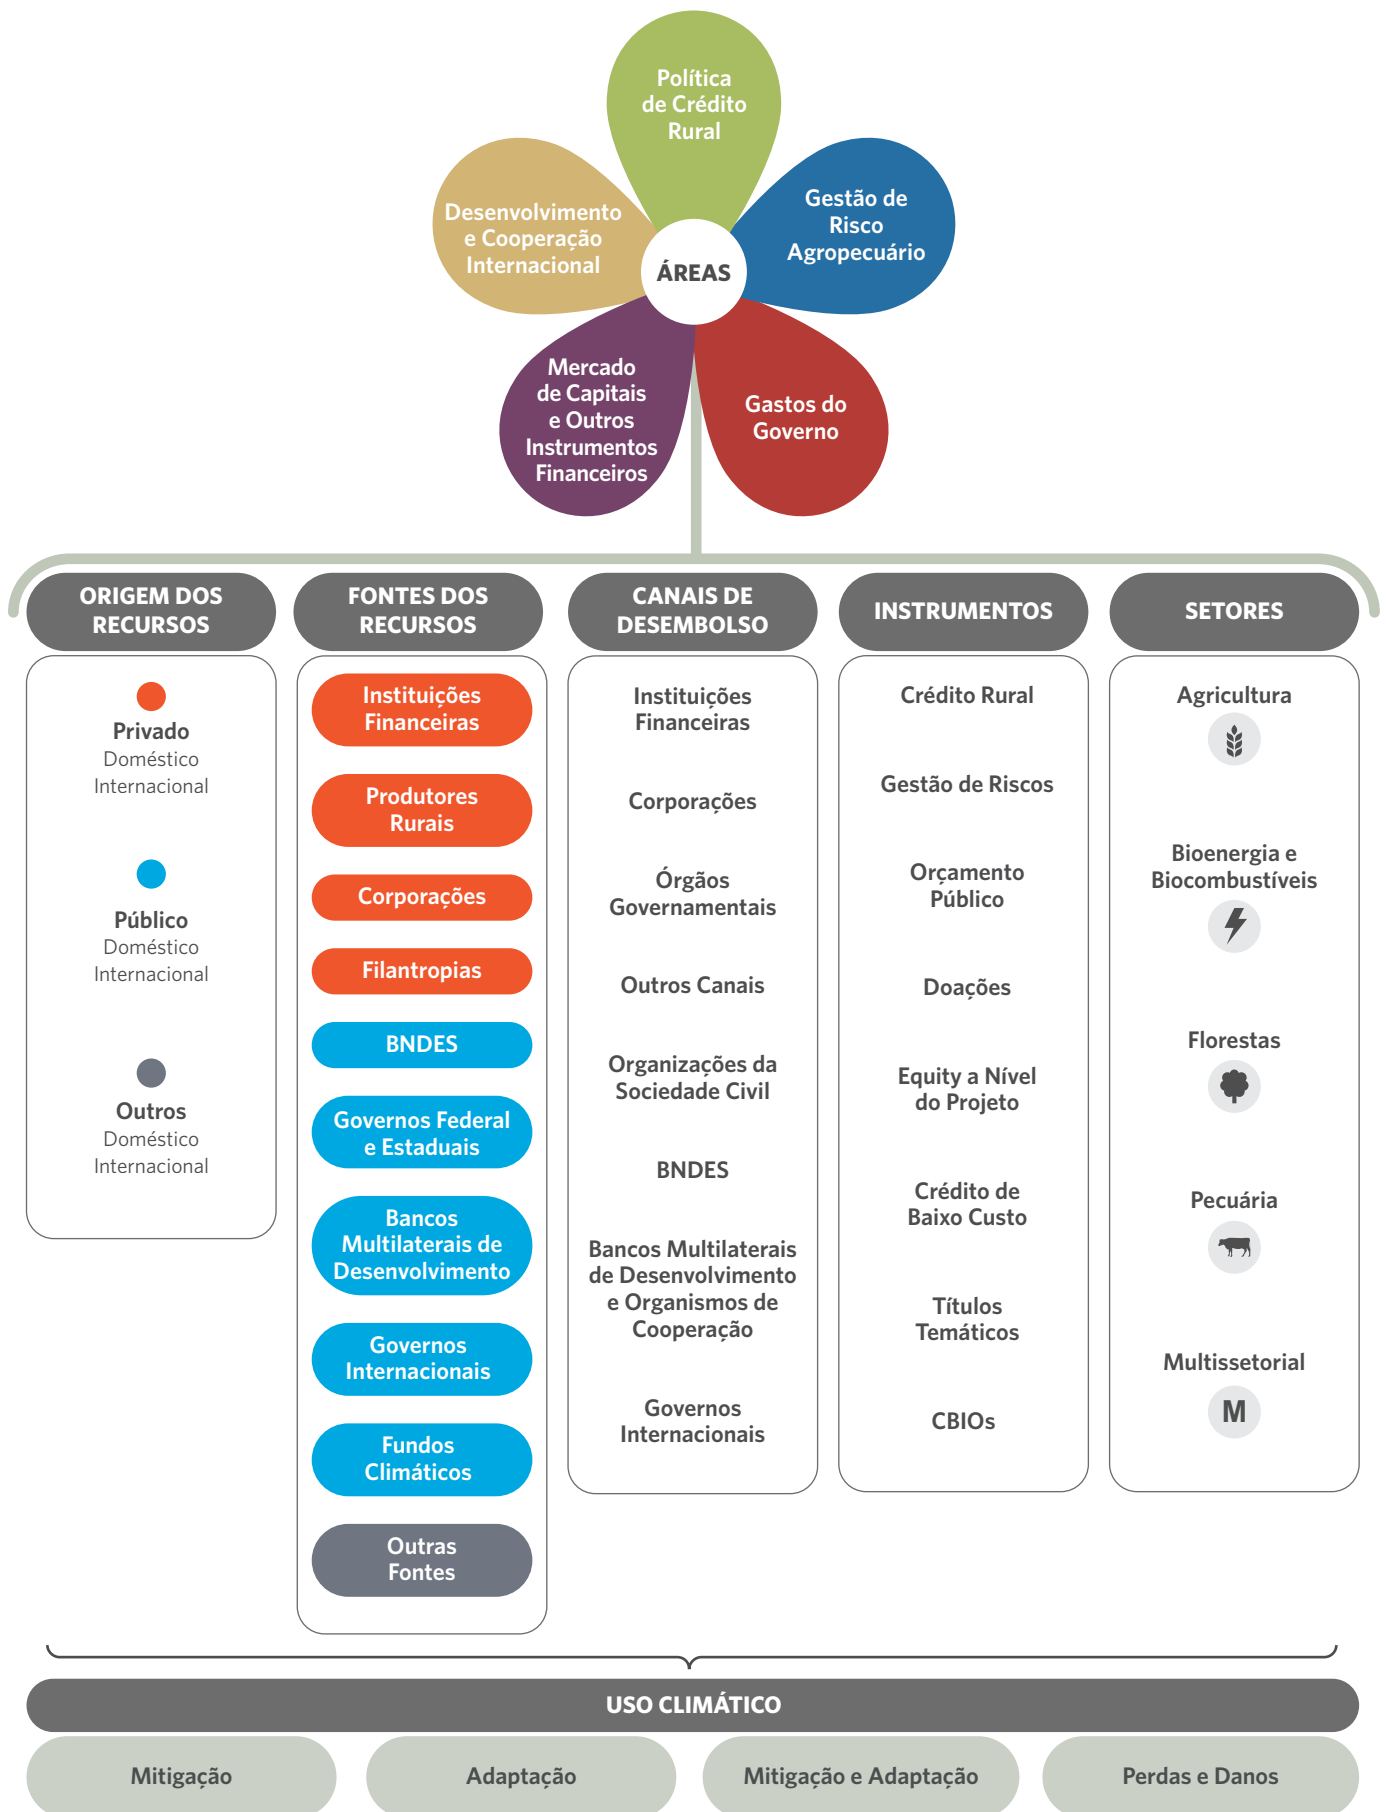 Política
de Crédito
Rural
Desenvolvimento
e Cooperação
Internacional
Gestão de
Risco
Agropecuário
ÁREAS
Mercado
de Capitais
e Outros
Instrumentos
Financeiros
Gastos do
Governo
ORIGEM DOS
RECURSOS
Privado
Doméstico
Internacional
Público
Doméstico
Internacional
Outros
Doméstico
Internacional
FONTES DOS
RECURSOS
Instituições
Financeiras
Produtores
Rurais
Corporações
Filantropias
BNDES
Governos Federal
e Estaduais
Bancos
Multilaterais de
Desenvolvimento
Governos
Internacionais
Fundos
Climáticos
Outras
Fontes
CANAIS DE
DESEMBOLSO
Instituições
Financeiras
Corporações
Órgãos
Governamentais
Outros Canais
Organizações da
Sociedade Civil
BNDES
Bancos Multilaterais
de Desenvolvimento
e Organismos de
Cooperação
Governos
Internacionais
INSTRUMENTOS
Crédito Rural
Gestão de Riscos
Orçamento
Público
Doações
Equity a Nível
do Projeto
Crédito de
Baixo Custo
Títulos
Temáticos
CBIOs
SETORES
Agricultura
Bioenergia e
Biocombustíveis
Florestas
Pecuária
Multissetorial
M
USO CLIMÁTICO
Mitigação
Adaptação
Mitigação e Adaptação
Perdas e Danos